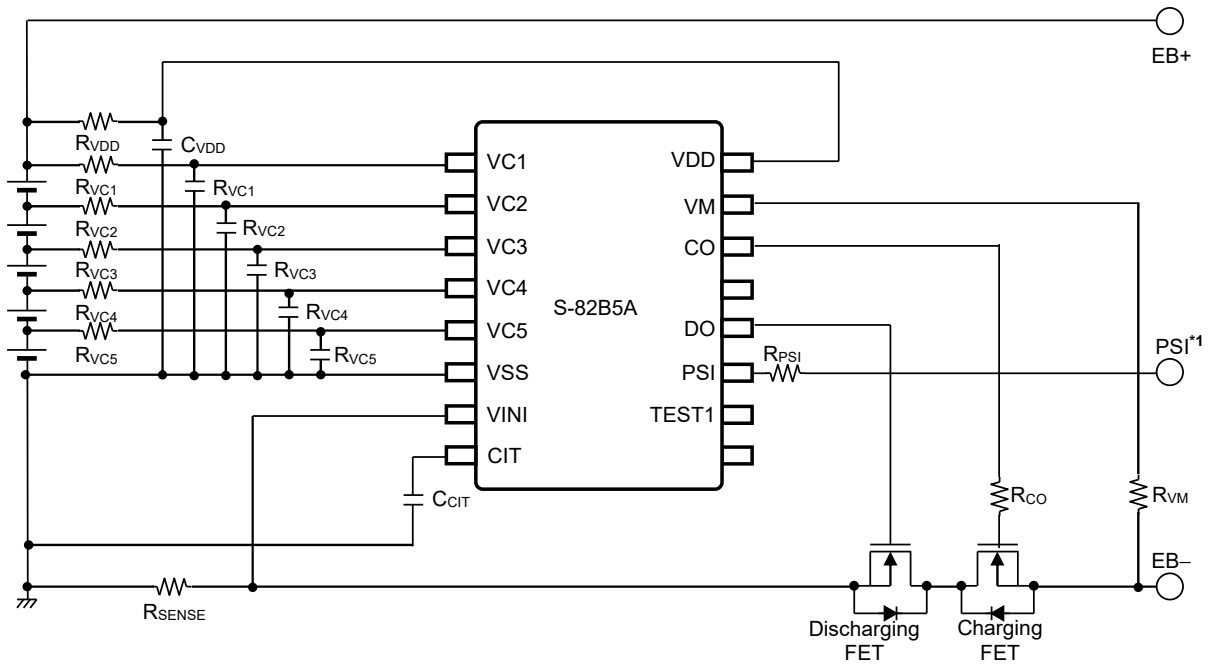 EB+
RVDD
CVDD
RVC1
RVC1
RVC2
RVC2
RVC3
RVC3
RVC4
RVC4
RVC5
RVC5
VC1
VC2
VC3
VC4
VC5
VSS
VINI
CIT
S-82B5A
VDD
VM
CO
DO
PSI
TEST1
RPSI
PSI*1
CCIT
RCO
RVM
EB–
RSENSE
Discharging
FET
Charging
FET